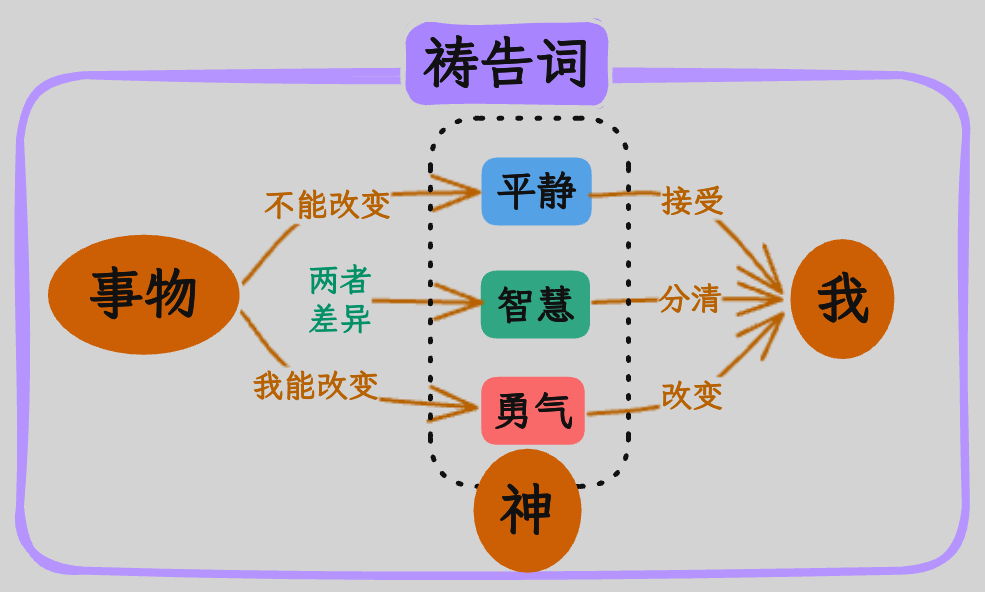 祷告词
不能改变
平静
接受
事物
两者
差异
智慧
分清
我
我能改变
勇气
改变
神